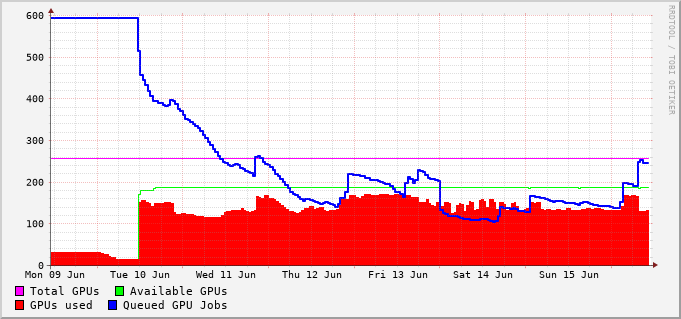 600
500
400
300
200
100
0
Mon 09 Jun Tue 10 Jun Wed 11 Jun Thu 12 Jun Fri 13 Jun Sat 14 Jun Sun 15 Jun
Total GPUs Available GPUs
GPUs used Queued GPU Jobs
RRDTOOL / TOBI OETIKER